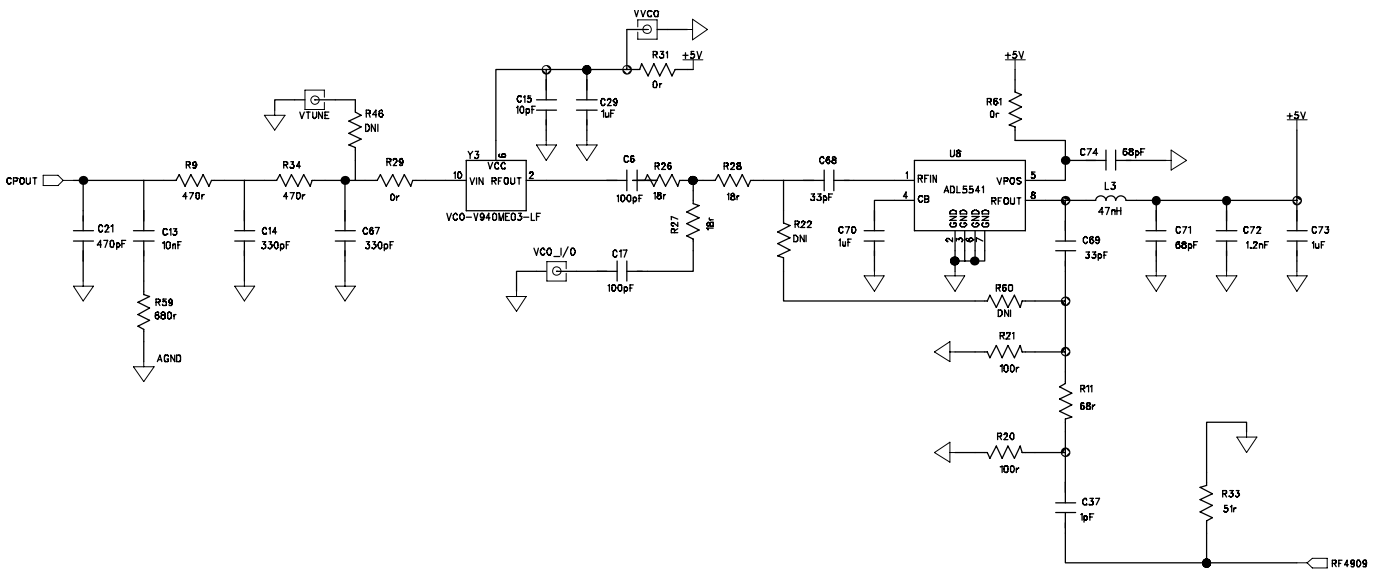 VVCO
R31
+5V
0r
+5V
C15
10pF
C29
1uF
R61
0r
VTUNE
R46
DNI
+5V
CPOUT
R9
470r
R34
470r
R29
0r
Y3
VCC
6
10
VIN
RFOUT
2
VCO-V940ME03-LF
C6
100pF
R26
18r
R28
18r
C68
33pF
U8
1
RFIN
4
CB
ADL5541
VPOS
5
RFOUT
8
GND
GND
GND
GND
2
3
6
7
C74
68pF
L3
47nH
C21
470pF
C13
10nF
C14
330pF
C67
330pF
R27
18r
R22
DNI
C70
1uF
C69
33pF
C71
68pF
C72
1.2nF
C73
1uF
VCO_I/O
C17
100pF
R59
680r
AGND
R60
DNI
R21
100r
R11
68r
R20
100r
C37
1pF
R33
51r
RF4909